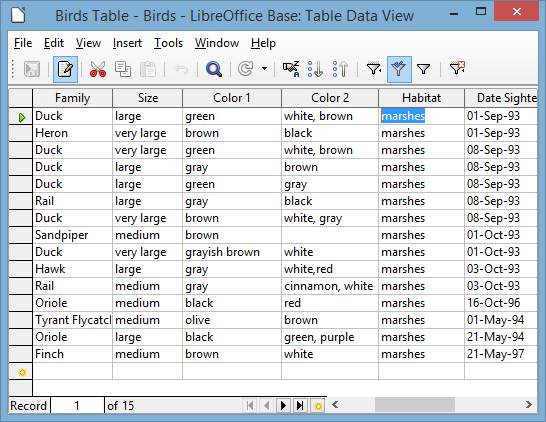 Birds Table - Birds - LibreOffice Base: Table Data View
File Edit View Insert Tools Window Help
Family Size Color 1 Color 2 Habitat Date Sighte
Duck large green white, brown marshes 01-Sep-93
Heron very large brown black marshes 01-Sep-93
Duck very large green white, brown marshes 08-Sep-93
Duck large gray brown marshes 08-Sep-93
Duck large green gray marshes 08-Sep-93
Rail large gray black marshes 08-Sep-93
Duck very large brown white, gray marshes 08-Sep-93
Sandpiper medium brown marshes 01-Oct-93
Duck very large grayish brown white marshes 01-Oct-93
Hawk large gray white,red marshes 03-Oct-93
Rail medium gray cinnamon, white marshes 03-Oct-93
Oriole medium black red marshes 16-Oct-96
Tyrant Flycatcl medium olive brown marshes 01-May-94
Oriole large black green, purple marshes 21-May-94
Finch medium brown white marshes 21-May-97
Record 1 of 15